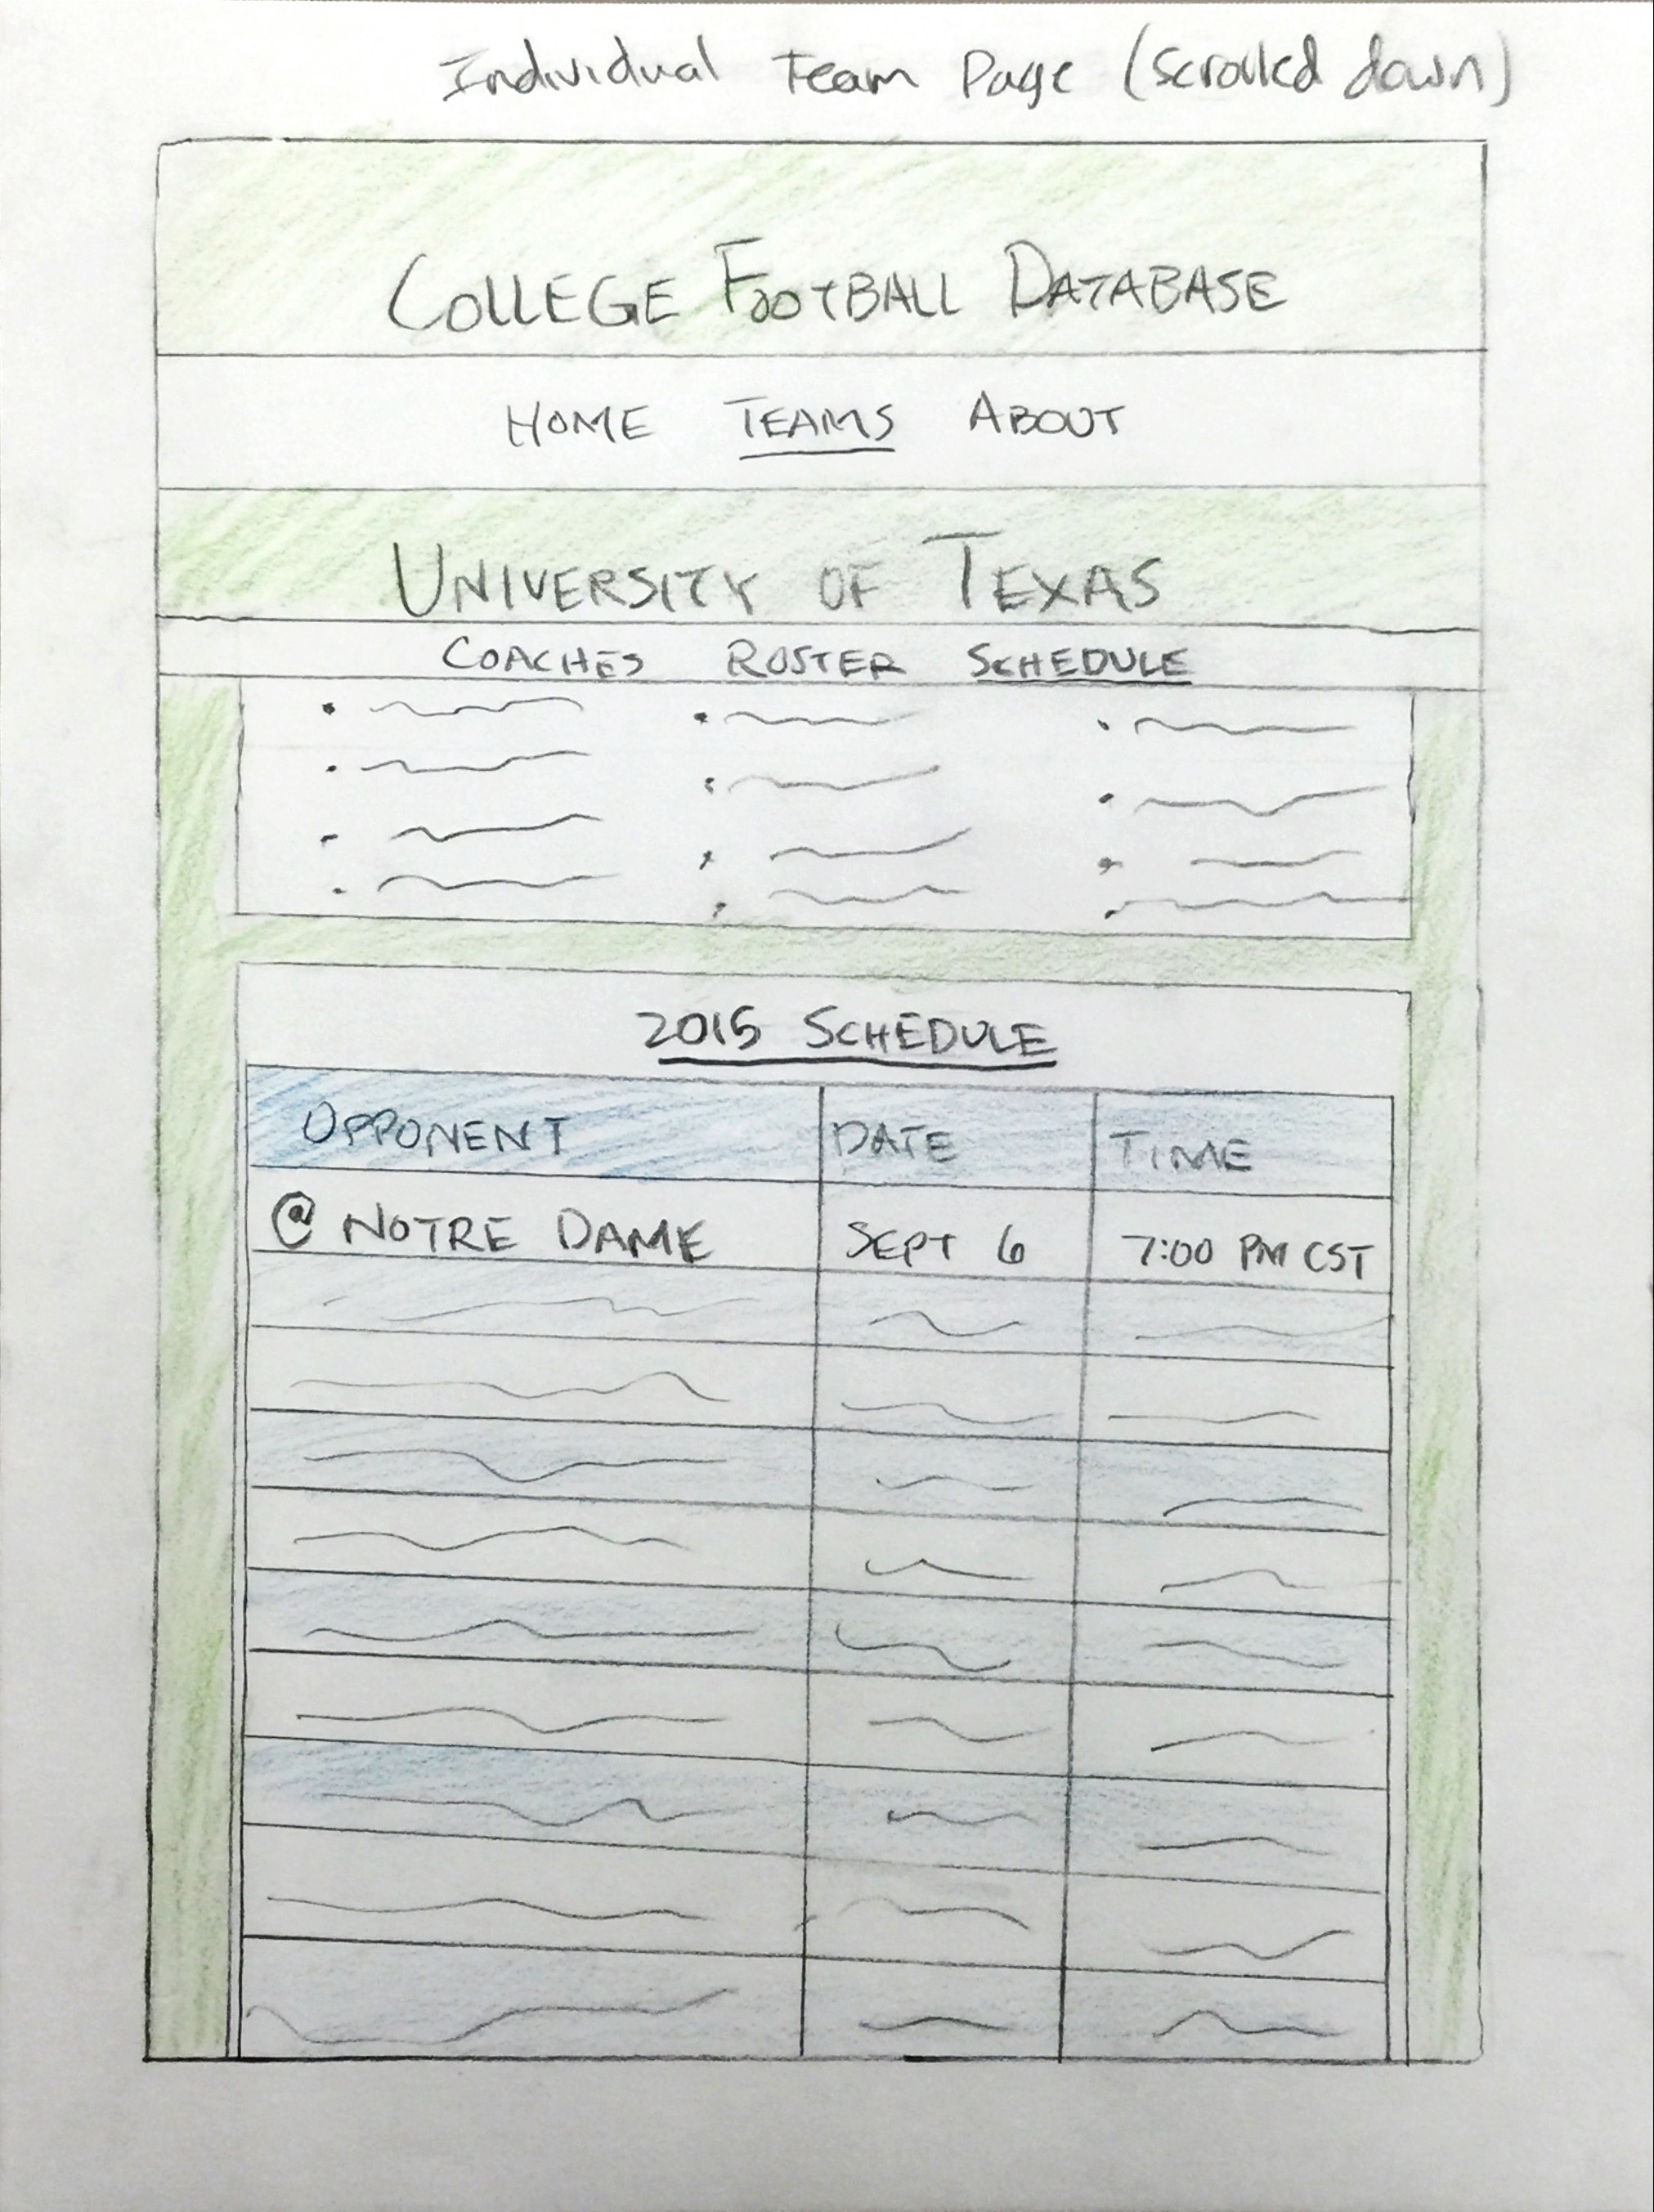 Individual Team Page (scrolled down)
COLLEGE FOOTBALL DATABASE
HOME TEAMS ABOUT
UNIVERSITY OF TEXAS
COACHES ROSTER SCHEDULE
2015 SCHEDULE
OPPONENT DATE TIME
@ NOTRE DAME SEPT 6 7:00 PM CST